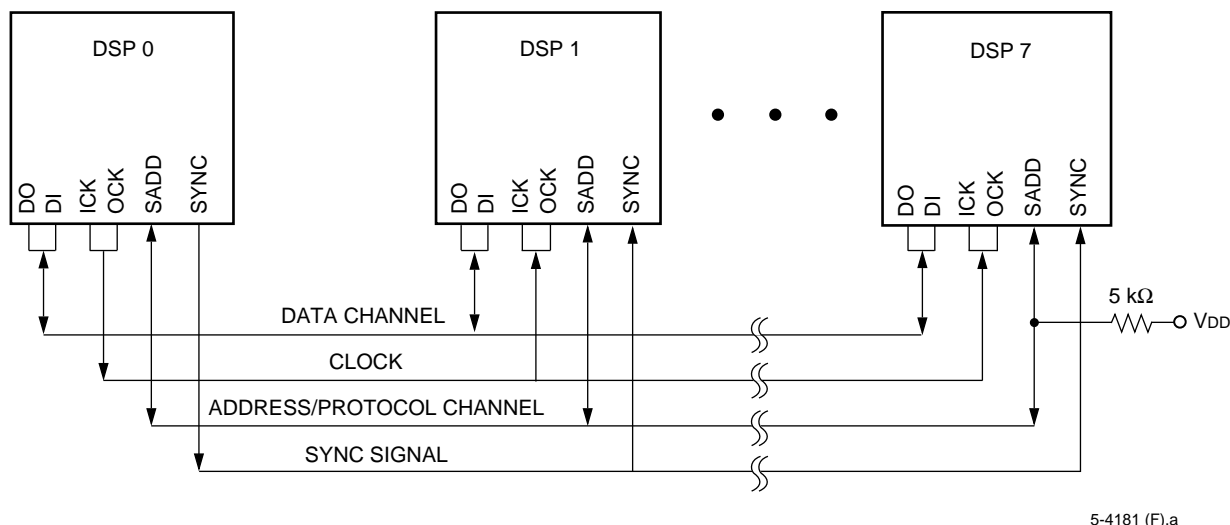 DSP 0
DSP 1
DSP 7
DO
DI
ICK
OCK
SADD
SYNC
DO
DI
ICK
OCK
SADD
SYNC
DO
DI
ICK
OCK
SADD
SYNC
5 kΩ
VDD
DATA CHANNEL
CLOCK
ADDRESS/PROTOCOL CHANNEL
SYNC SIGNAL
5-4181 (F).a